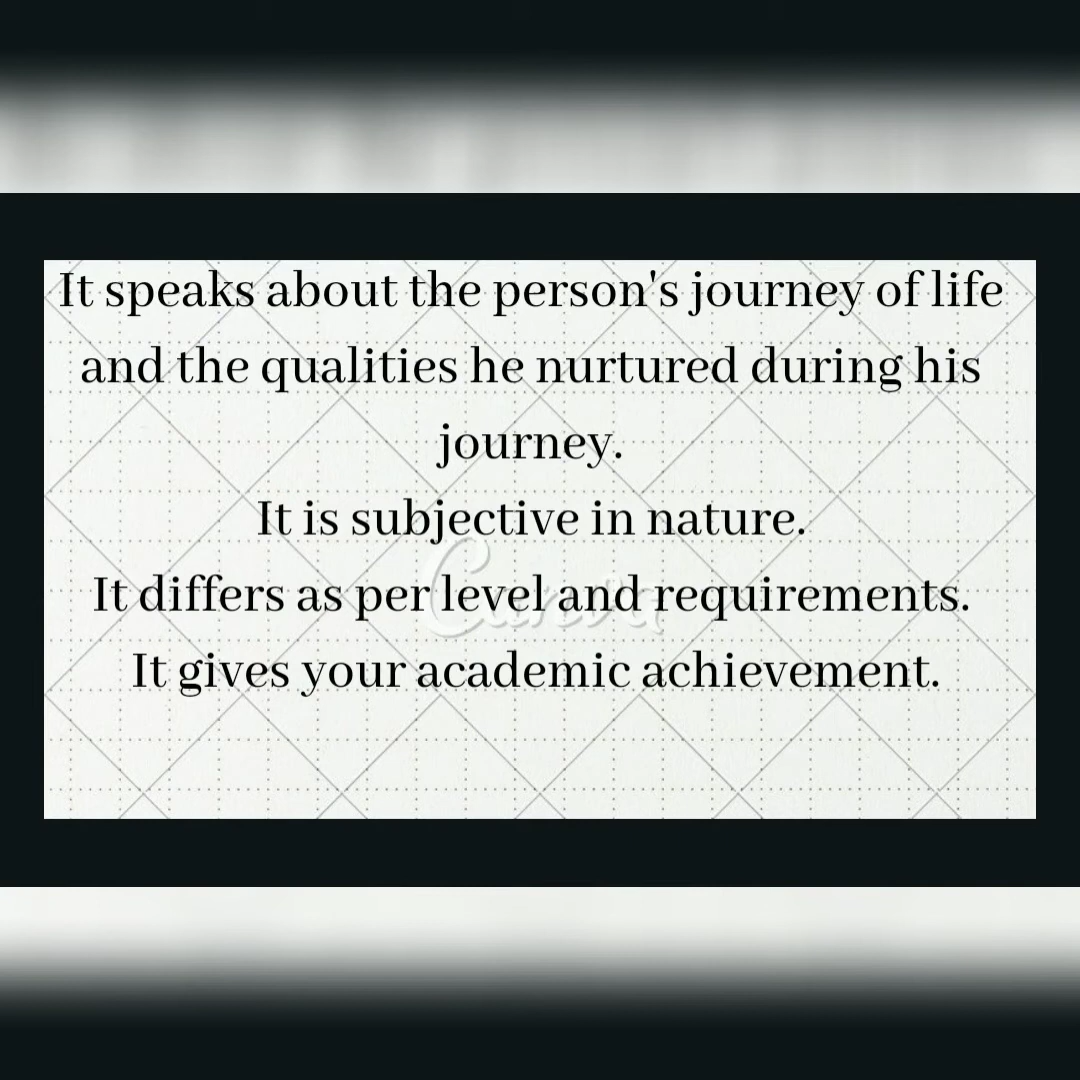 It speaks about the person's journey of life
and the qualities he nurtured during his
journey.
It is subjective in nature.
It differs as per level and requirements.
It gives your academic achievement.
Canva